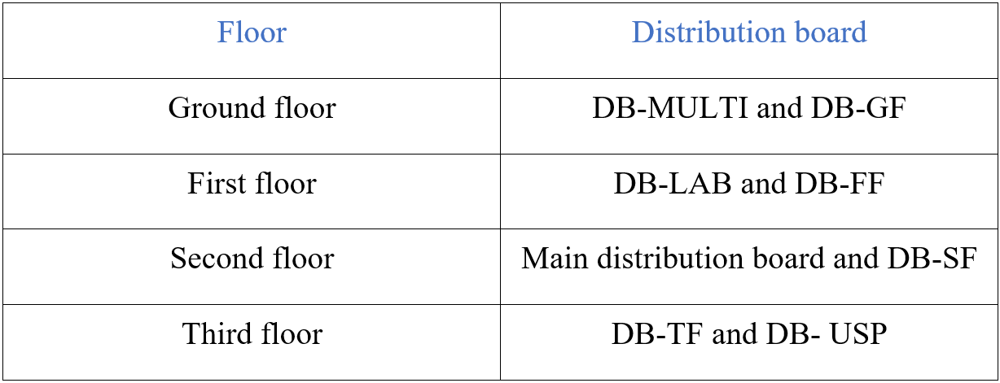 Floor Distribution board
Ground floor DB-MULTI and DB-GF
First floor DB-LAB and DB-FF
Second floor Main distribution board and DB-SF
Third floor DB-TF and DB- USP